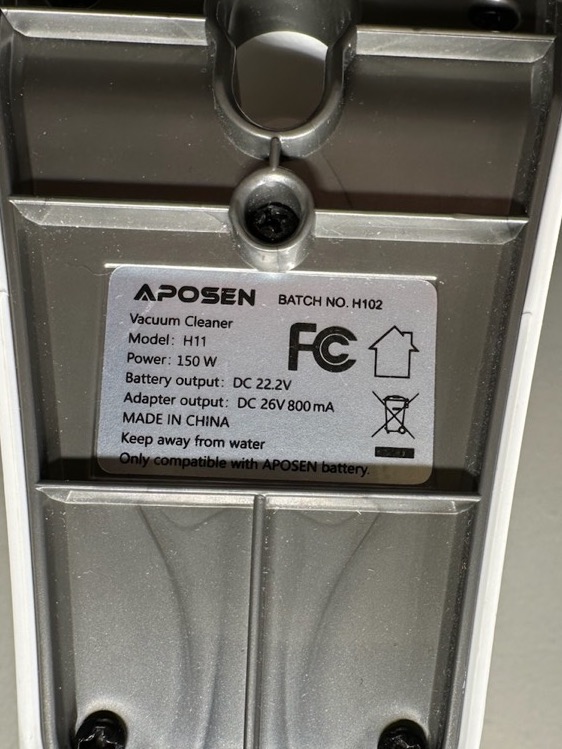 APOSEN BATCH NO. H102
Vacuum Cleaner
Model: H11
Power: 150 W
Battery output: DC 22.2V
Adapter output: DC 26V 800mA
MADE IN CHINA
Keep away from water
Only compatible with APOSEN battery.
FC